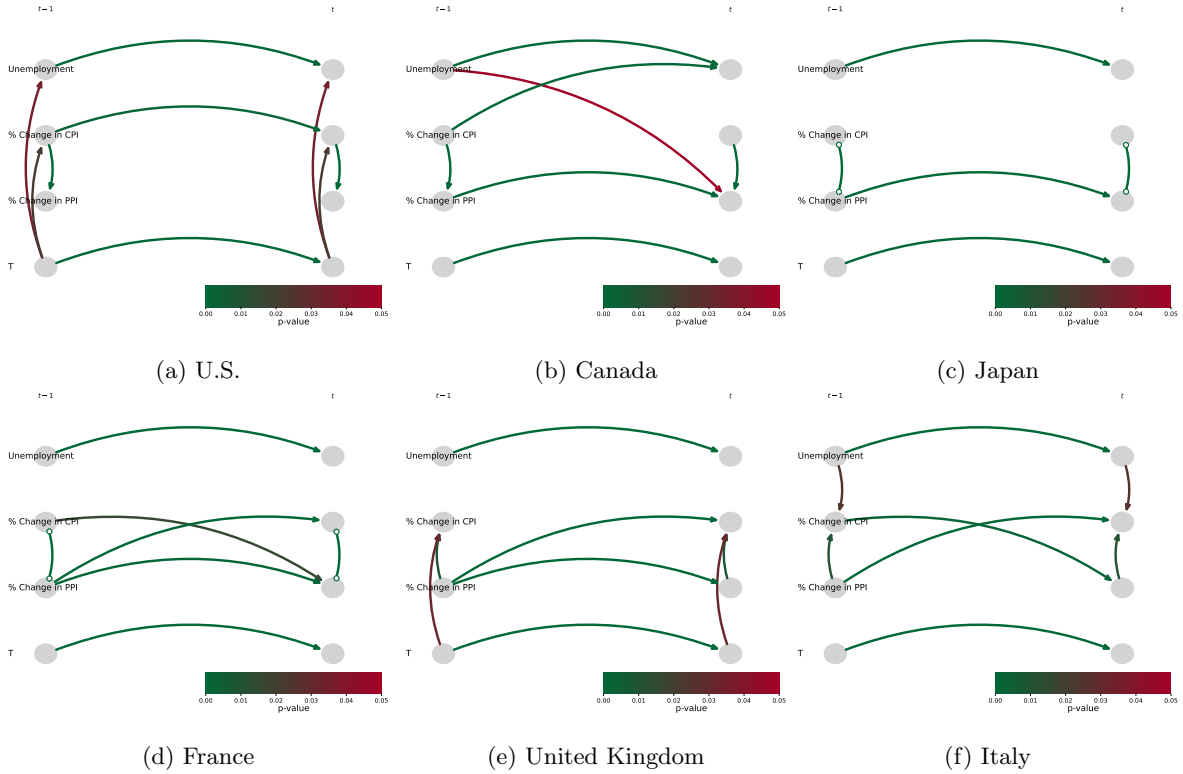 t − 1 t
Unemployment
% Change in CPI
% Change in PPI
T
0.00 0.01 0.02 0.03 0.04 0.05
p-value
(a) U.S.
t − 1 t
Unemployment
% Change in CPI
% Change in PPI
T
0.00 0.01 0.02 0.03 0.04 0.05
p-value
(b) Canada
t − 1 t
Unemployment
% Change in CPI
% Change in PPI
T
0.00 0.01 0.02 0.03 0.04 0.05
p-value
(c) Japan
t − 1 t
Unemployment
% Change in CPI
% Change in PPI
T
0.00 0.01 0.02 0.03 0.04 0.05
p-value
(d) France
t − 1 t
Unemployment
% Change in CPI
% Change in PPI
T
0.00 0.01 0.02 0.03 0.04 0.05
p-value
(e) United Kingdom
t − 1 t
Unemployment
% Change in CPI
% Change in PPI
T
0.00 0.01 0.02 0.03 0.04 0.05
p-value
(f) Italy